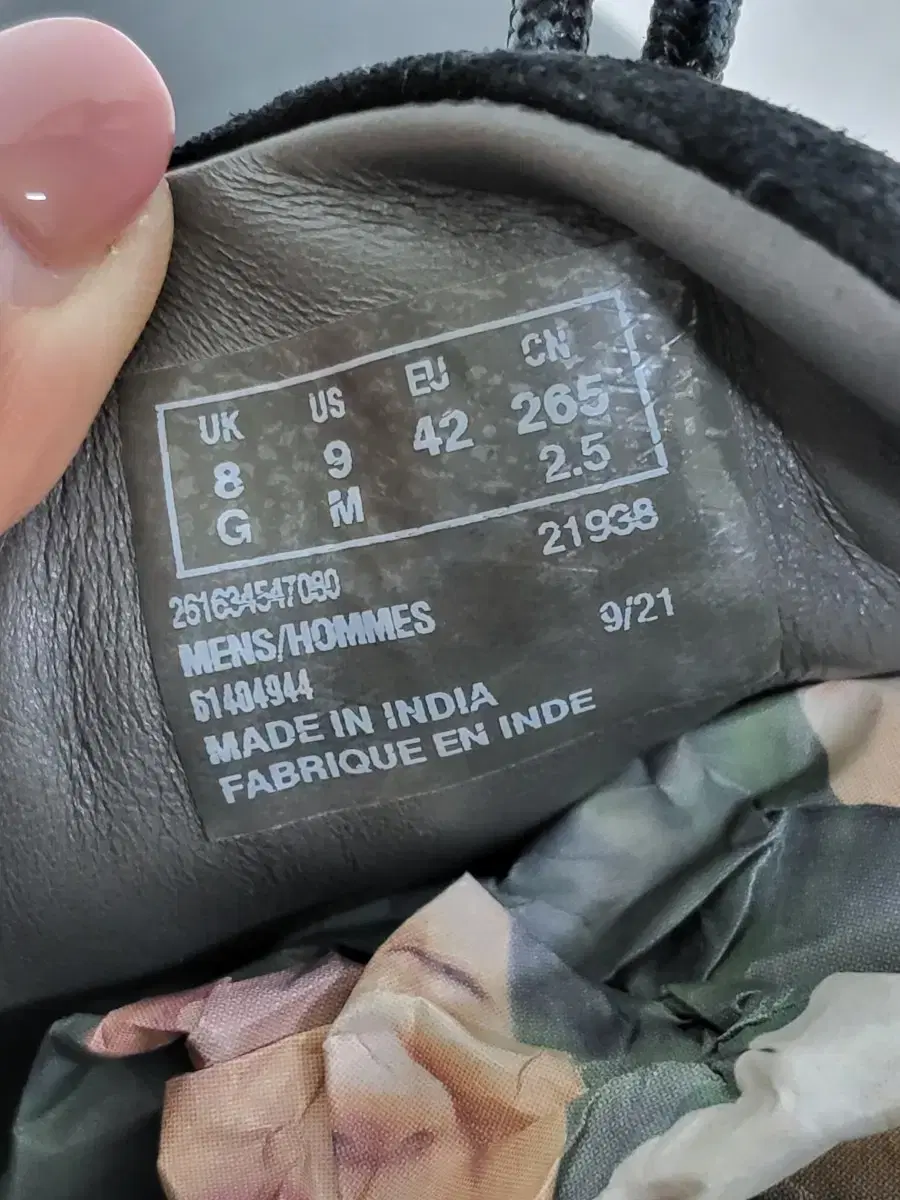 UK US EU CN
8 9 42 265
G M 2.5
21938
261634547080
MENS/HOMMES 9/21
61404944
MADE IN INDIA
FABRIQUE EN INDE